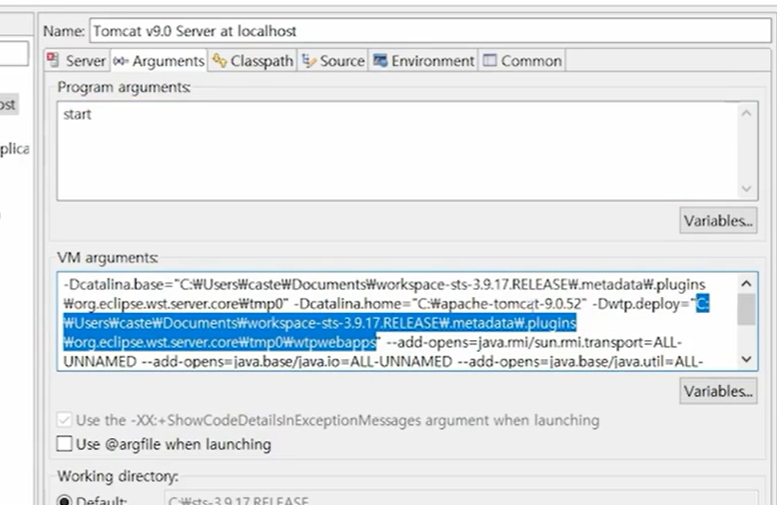 ost
plica
Name: Tomcat v9.0 Server at localhost
Server (x)= Arguments Classpath Source Environment Common
Program arguments:
start
Variables...
VM arguments:
-Dcatalina.base="C:₩Users₩caste₩Documents₩workspace-sts-3.9.17.RELEASE₩.metadata₩.plugins
₩org.eclipse.wst.server.core₩tmp0" -Dcatalina.home="C:₩apache-tomcat-9.0.52" -Dwtp.deploy="C:
₩Users₩caste₩Documents₩workspace-sts-3.9.17.RELEASE₩.metadata₩.plugins
₩org.eclipse.wst.server.core₩tmp0₩wtpwebapps" --add-opens=java.rmi/sun.rmi.transport=ALL-
UNNAMED --add-opens=java.base/java.io=ALL-UNNAMED --add-opens=java.base/java.util=ALL-
Variables...
Use the -XX:+ShowCodeDetailsInExceptionMessages argument when launching
Use @argfile when launching
Working directory:
Default: C:₩sts-3.9.17.RELEASE